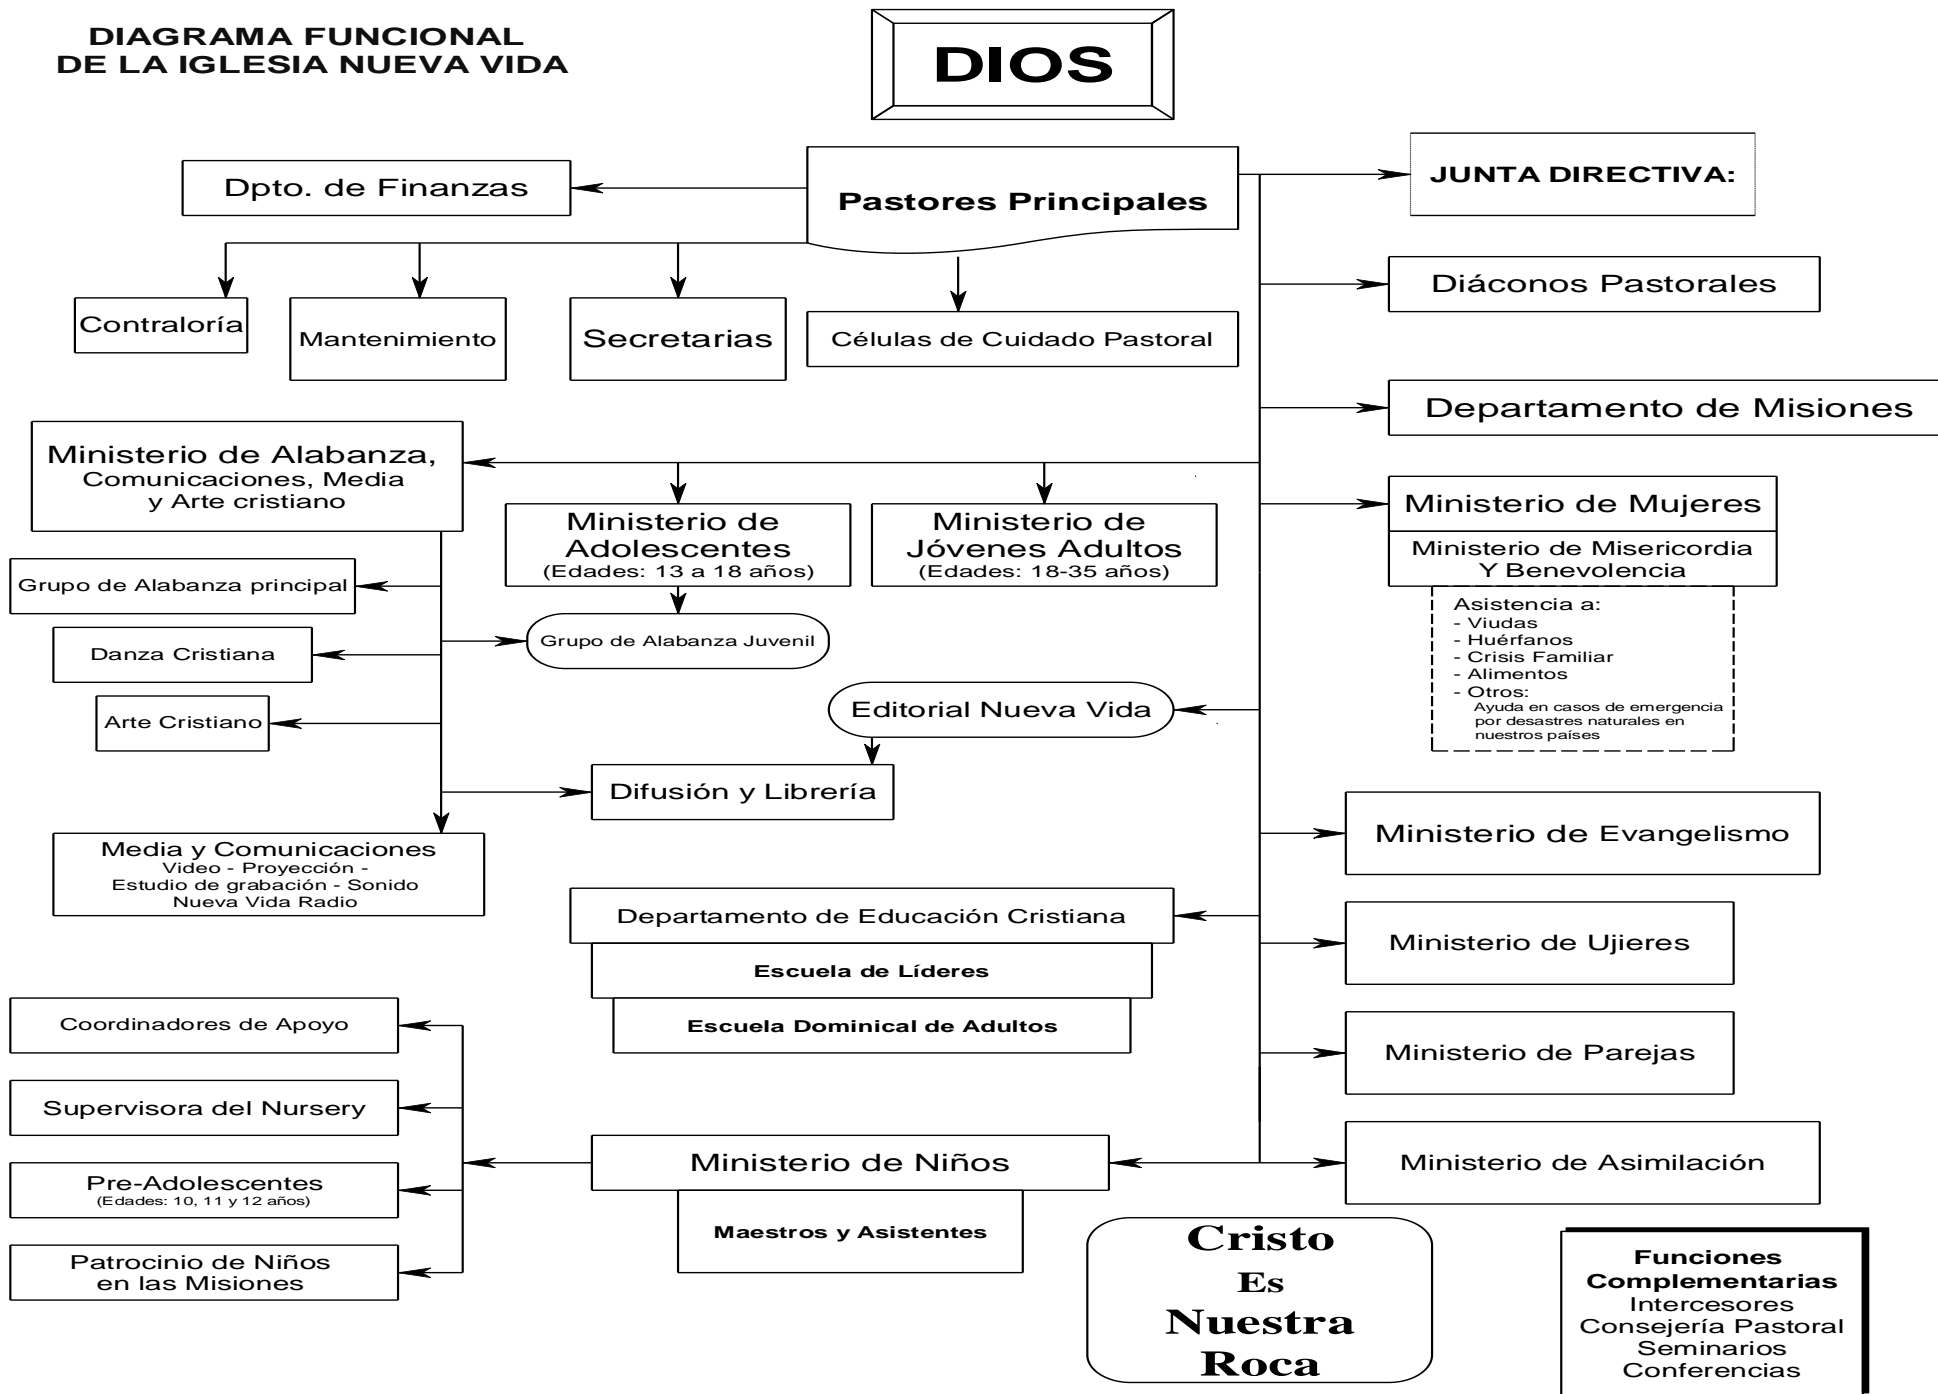 DIAGRAMA FUNCIONAL
DE LA IGLESIA NUEVA VIDA
DIOS
Dpto. de Finanzas
Pastores Principales
JUNTA DIRECTIVA:
Contraloría
Mantenimiento
Secretarias
Células de Cuidado Pastoral
Diáconos Pastorales
Departamento de Misiones
Ministerio de Alabanza,
Comunicaciones, Media
y Arte cristiano
Ministerio de
Adolescentes
(Edades: 13 a 18 años)
Ministerio de
Jóvenes Adultos
(Edades: 18-35 años)
Ministerio de Mujeres
Ministerio de Misericordia
Y Benevolencia
Asistencia a:
- Viudas
- Huérfanos
- Crisis Familiar
- Alimentos
- Otros:
Ayuda en casos de emergencia
por desastres naturales en
nuestros países
Grupo de Alabanza principal
Grupo de Alabanza Juvenil
Danza Cristiana
Arte Cristiano
Editorial Nueva Vida
Difusión y Librería
Media y Comunicaciones
Video - Proyección -
Estudio de grabación - Sonido
Nueva Vida Radio
Ministerio de Evangelismo
Departamento de Educación Cristiana
Escuela de Líderes
Escuela Dominical de Adultos
Ministerio de Ujieres
Ministerio de Parejas
Coordinadores de Apoyo
Supervisora del Nursery
Pre-Adolescentes
(Edades: 10, 11 y 12 años)
Patrocinio de Niños
en las Misiones
Ministerio de Niños
Maestros y Asistentes
Ministerio de Asimilación
Cristo
Es
Nuestra
Roca
Funciones
Complementarias
Intercesores
Consejería Pastoral
Seminarios
Conferencias